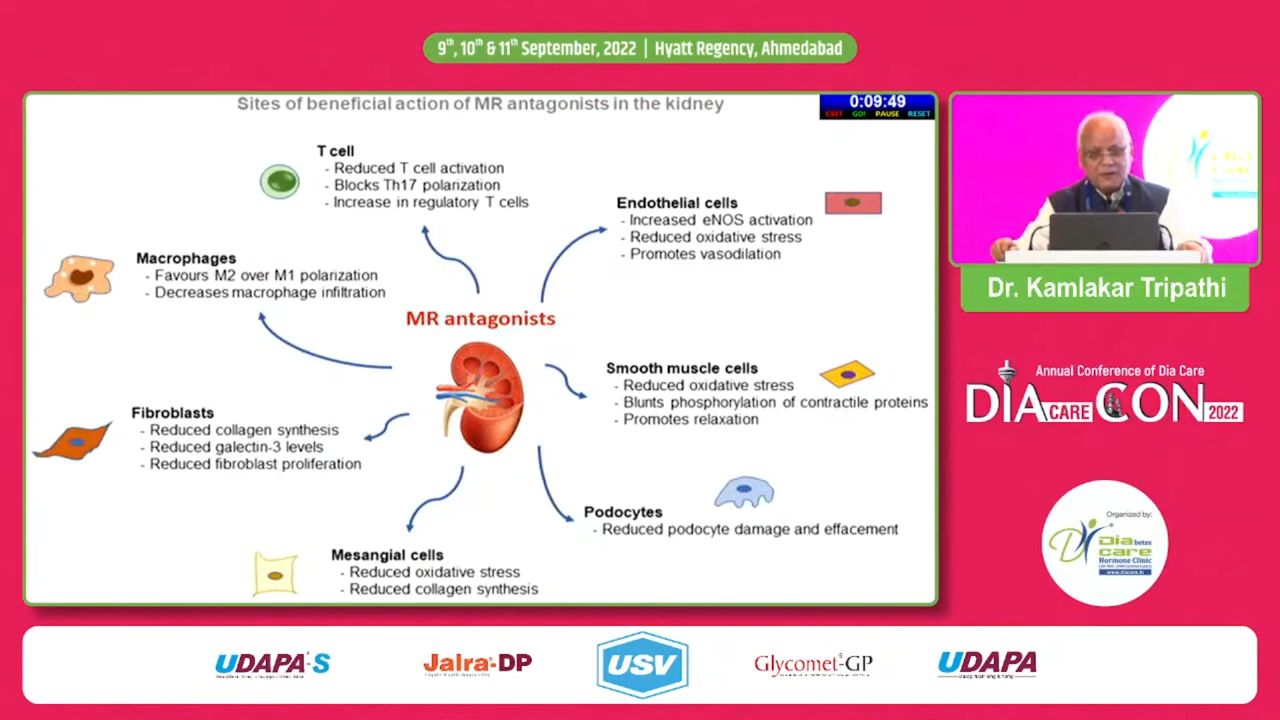 9th, 10th & 11th September, 2022 | Hyatt Regency, Ahmedabad
Sites of beneficial action of MR antagonists in the kidney
0:09:49
EXIT GO! PAUSE RESET
T cell
- Reduced T cell activation
- Blocks Th17 polarization
- Increase in regulatory T cells
Endothelial cells
- Increased eNOS activation
- Reduced oxidative stress
- Promotes vasodilation
Macrophages
- Favours M2 over M1 polarization
- Decreases macrophage infiltration
MR antagonists
Smooth muscle cells
- Reduced oxidative stress
- Blunts phosphorylation of contractile proteins
- Promotes relaxation
Fibroblasts
- Reduced collagen synthesis
- Reduced galectin-3 levels
- Reduced fibroblast proliferation
Podocytes
- Reduced podocyte damage and effacement
Mesangial cells
- Reduced oxidative stress
- Reduced collagen synthesis
Dr. Kamlakar Tripathi
Annual Conference of Dia Care
DIA CARE CON 2022
Organized by:
Diabetes
care
Hormone Clinic
www.diacare.in
UDAPA-S
Jalra®-DP
USV
Glycomet®-GP
UDAPA